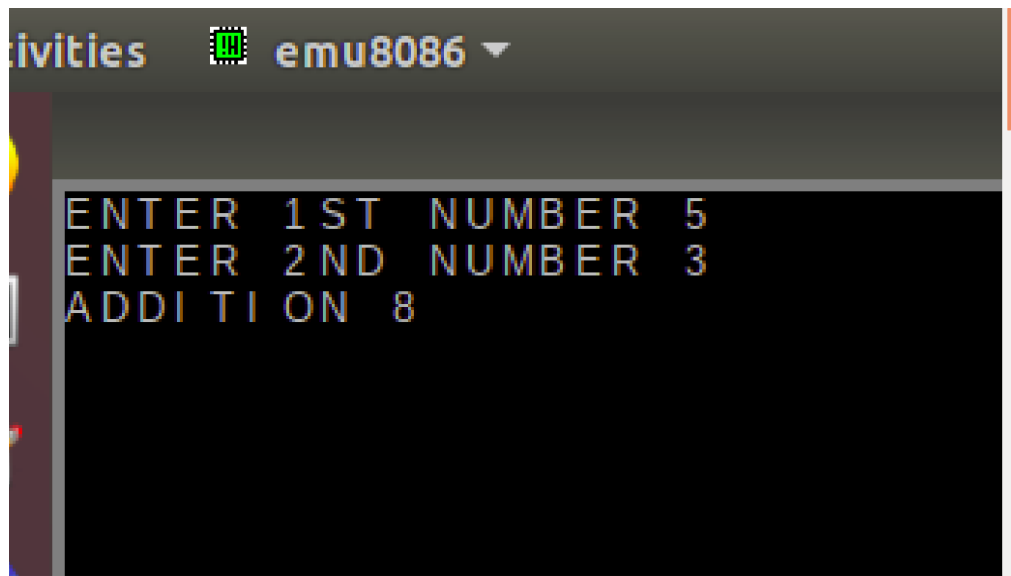 tivities emu8086
ENTER 1ST NUMBER 5
ENTER 2ND NUMBER 3
ADDITION 8